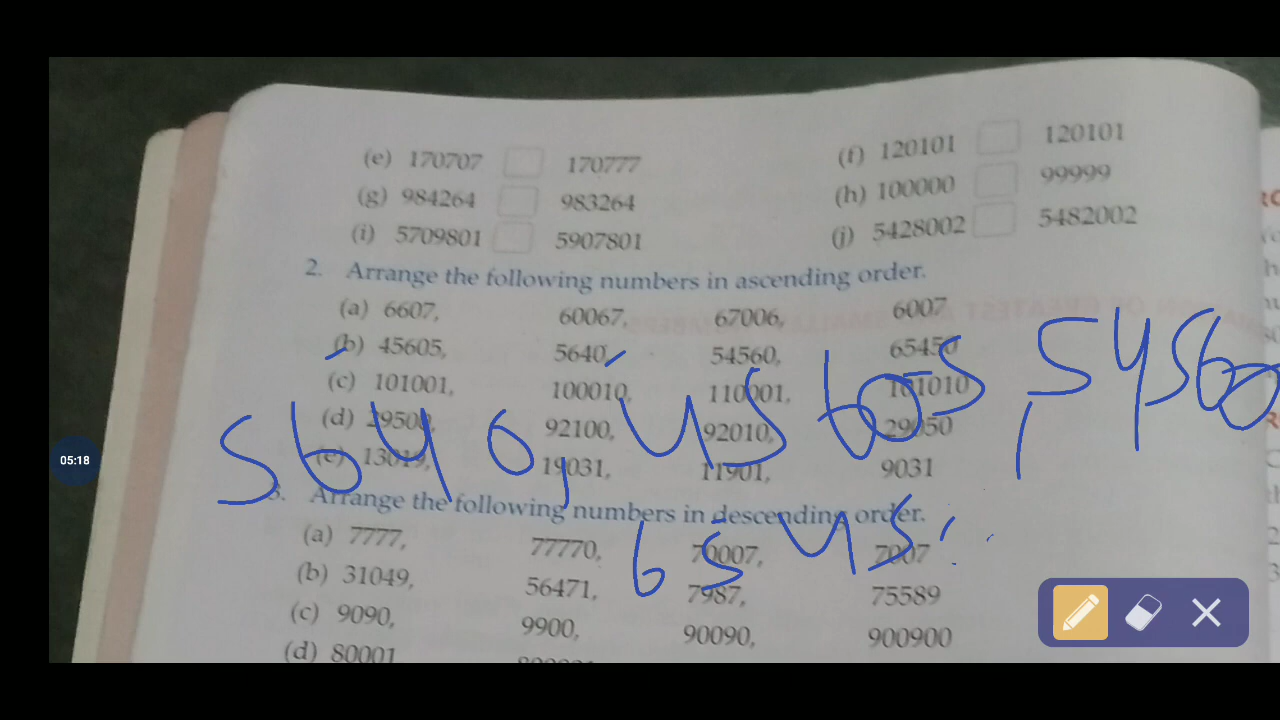 (e) 170707 170777 (f) 120101 120101
(g) 984264 983264 (h) 100000 99999
(i) 5709801 5907801 (j) 5428002 5482002
2. Arrange the following numbers in ascending order.
(a) 6607, 60067, 67006, 6007
(b) 45605, 5640, 54560, 65450
(c) 101001, 100010, 110001, 101010
(d) 29500, 92100, 92010, 29050
(e) 13019, 19031, 11901, 9031
5640, 45605, 54560
3. Arrange the following numbers in descending order.
6545
(a) 7777, 77770, 70007, 7007
(b) 31049, 56471, 7987, 75589
(c) 9090, 9900, 90090, 900900
(d) 80001
05:18